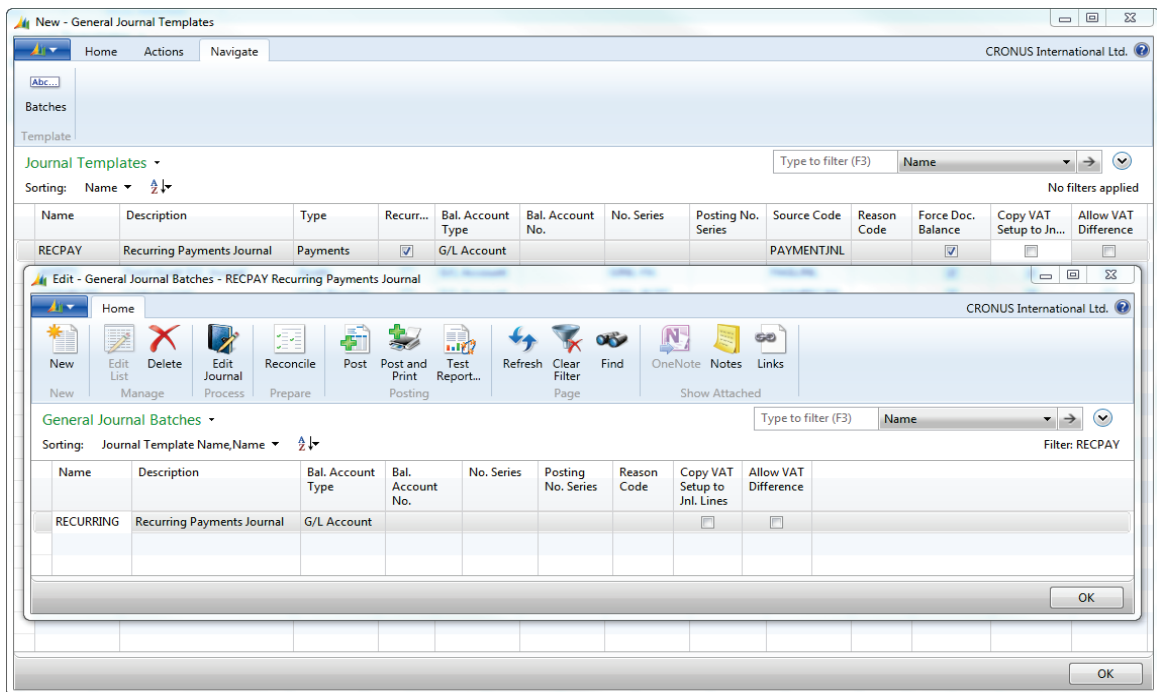 New - General Journal Templates
Home Actions Navigate CRONUS International Ltd.
Abc...
Batches
Template
Journal Templates Type to filter (F3) Name
Sorting: Name No filters applied
Name Description Type Recurr... Bal. Account Type Bal. Account No. No. Series Posting No. Series Source Code Reason Code Force Doc. Balance Copy VAT Setup to Jn... Allow VAT Difference
RECPAY Recurring Payments Journal Payments G/L Account PAYMENTJNL
Edit - General Journal Batches - RECPAY Recurring Payments Journal
Home CRONUS International Ltd.
New Edit List Delete Edit Journal Reconcile Post Post and Print Test Report... Refresh Clear Filter Find OneNote Notes Links
New Manage Process Prepare Posting Page Show Attached
General Journal Batches Type to filter (F3) Name
Sorting: Journal Template Name,Name Filter: RECPAY
Name Description Bal. Account Type Bal. Account No. No. Series Posting No. Series Reason Code Copy VAT Setup to Jnl. Lines Allow VAT Difference
RECURRING Recurring Payments Journal G/L Account
OK
OK